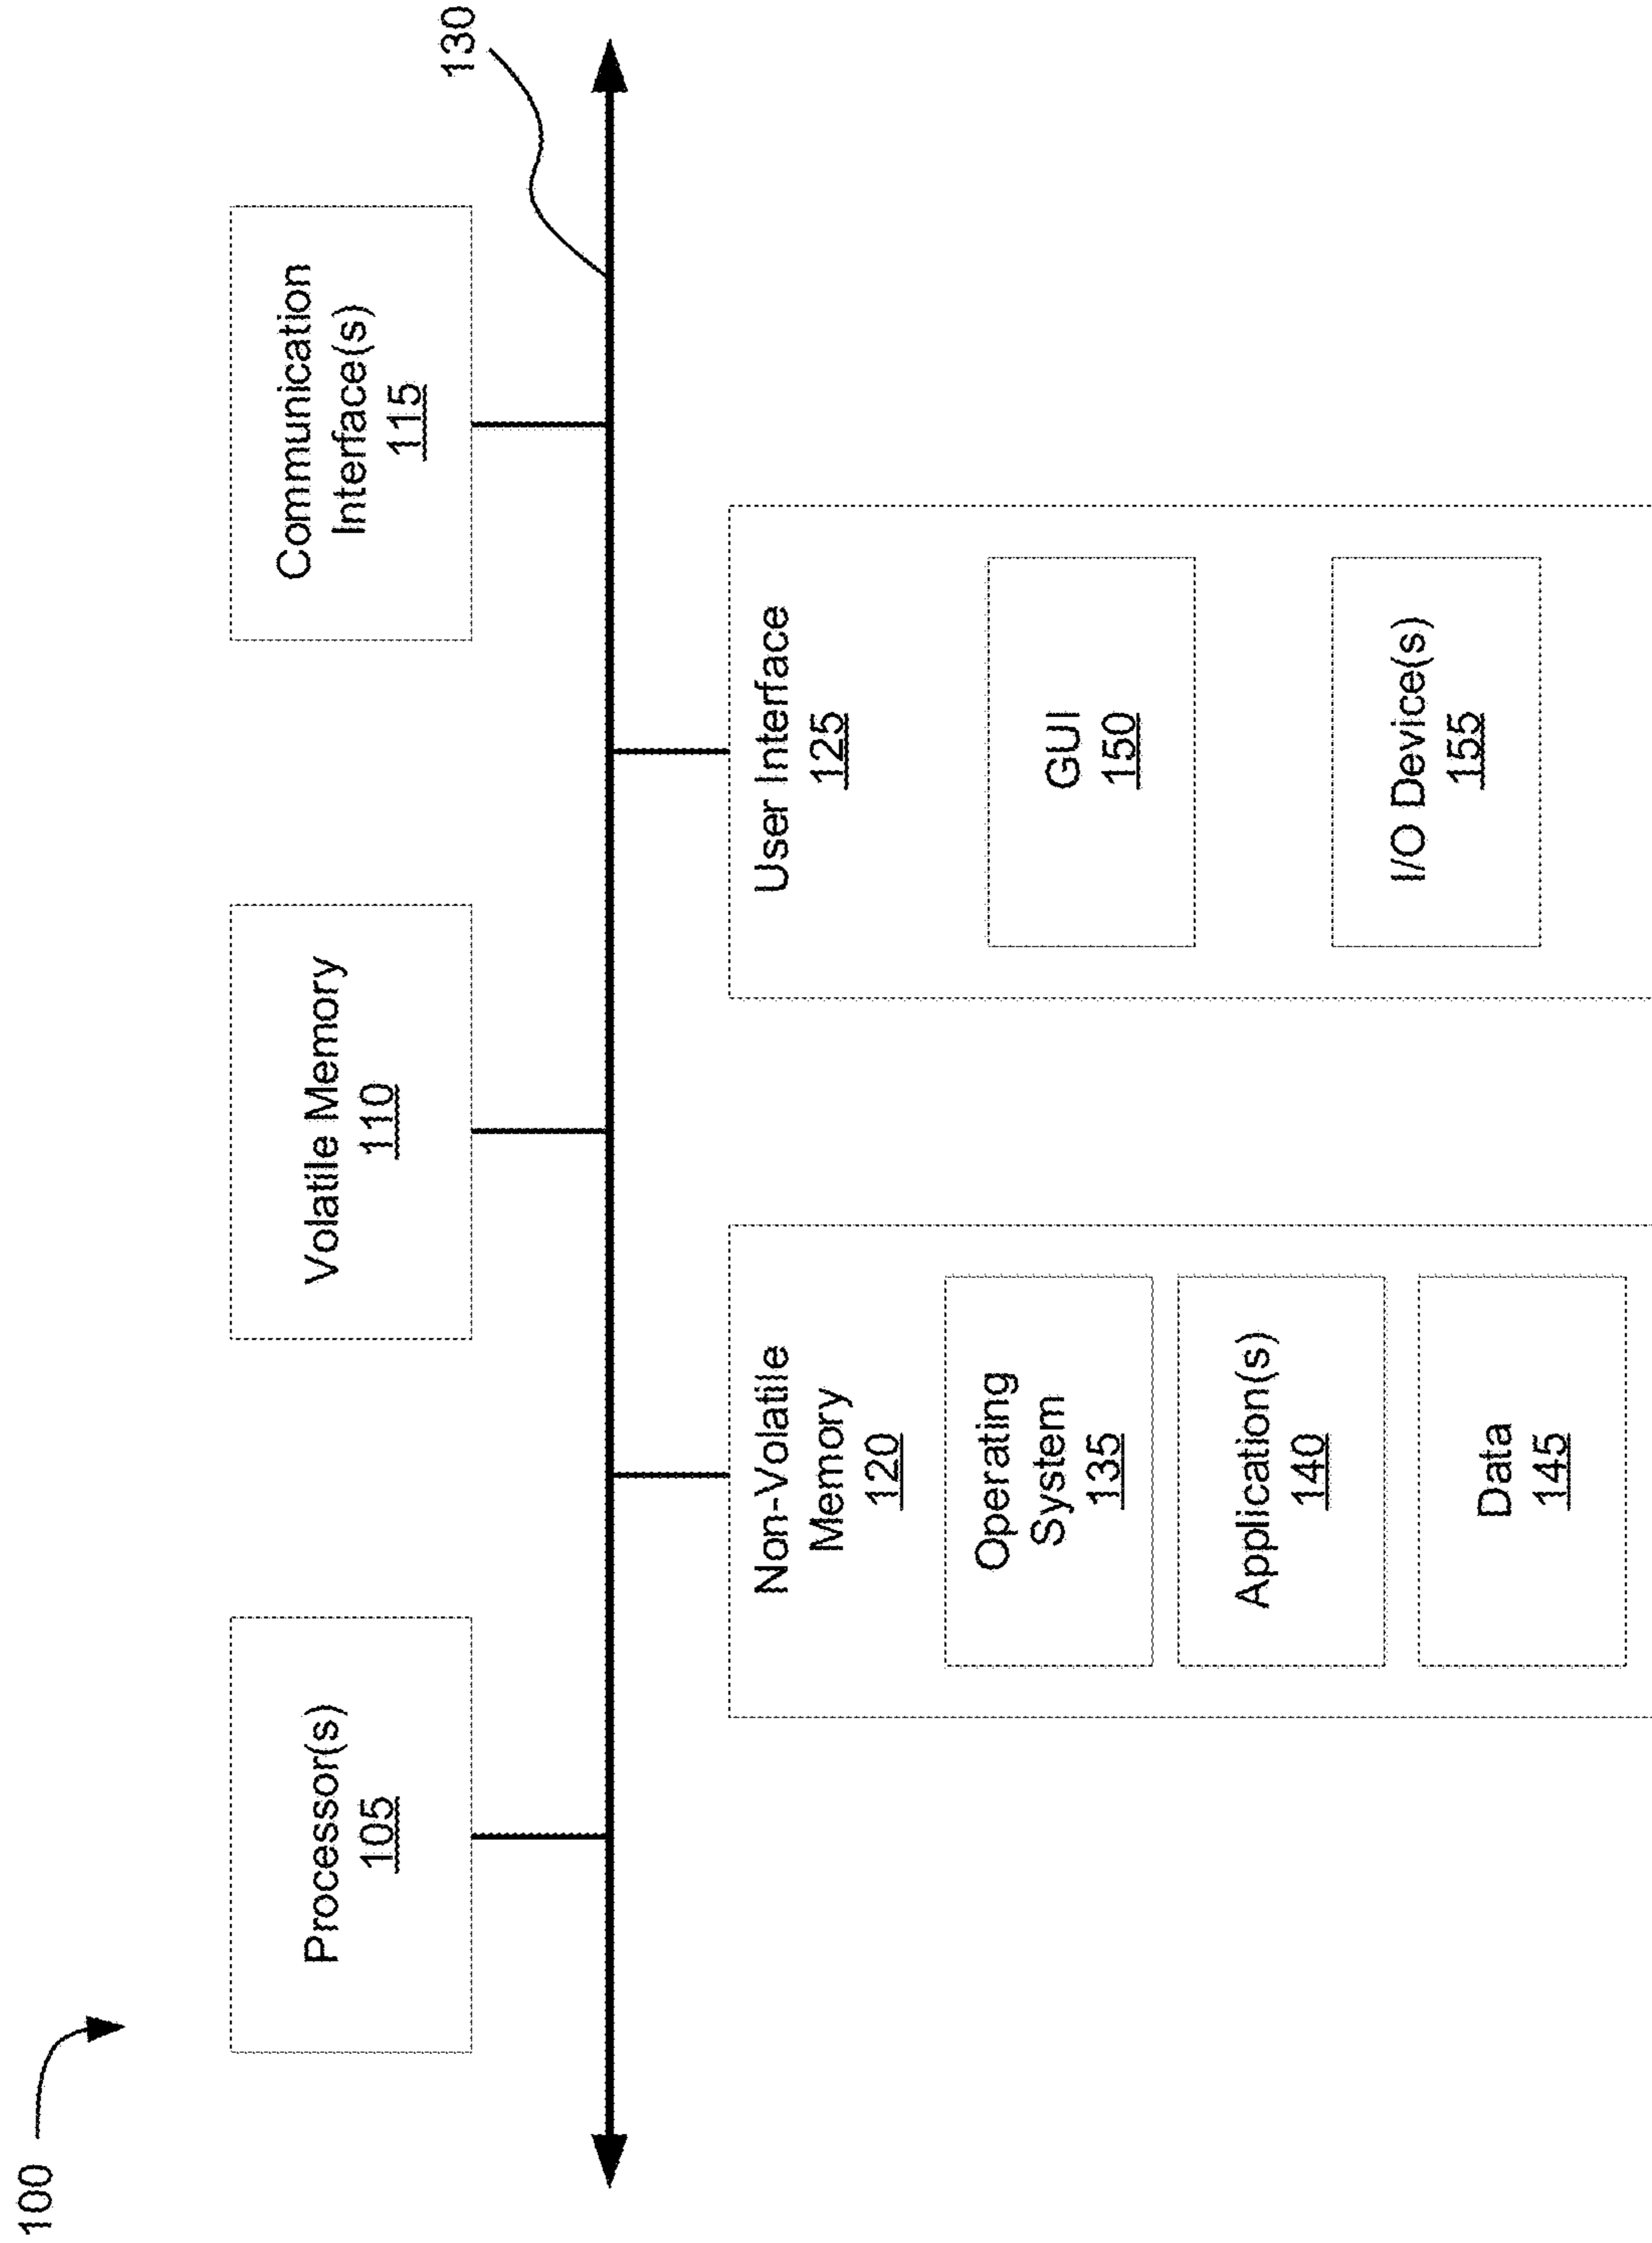 100
Processor(s)
105
Volatile Memory
110
Communication
Interface(s)
115
130
Non-Volatile
Memory
120
Operating
System
135
Application(s)
140
Data
145
User Interface
125
GUI
150
I/O Device(s)
155